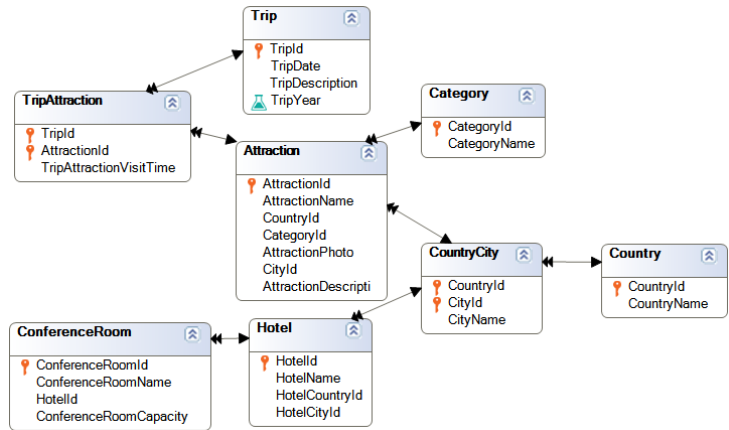 Trip
TripId
TripDate
TripDescription
TripYear
TripAttraction
TripId
AttractionId
TripAttractionVisitTime
Category
CategoryId
CategoryName
Attraction
AttractionId
AttractionName
CountryId
CategoryId
AttractionPhoto
CityId
AttractionDescripti
CountryCity
CountryId
CityId
CityName
Country
CountryId
CountryName
ConferenceRoom
ConferenceRoomId
ConferenceRoomName
HotelId
ConferenceRoomCapacity
Hotel
HotelId
HotelName
HotelCountryId
HotelCityId